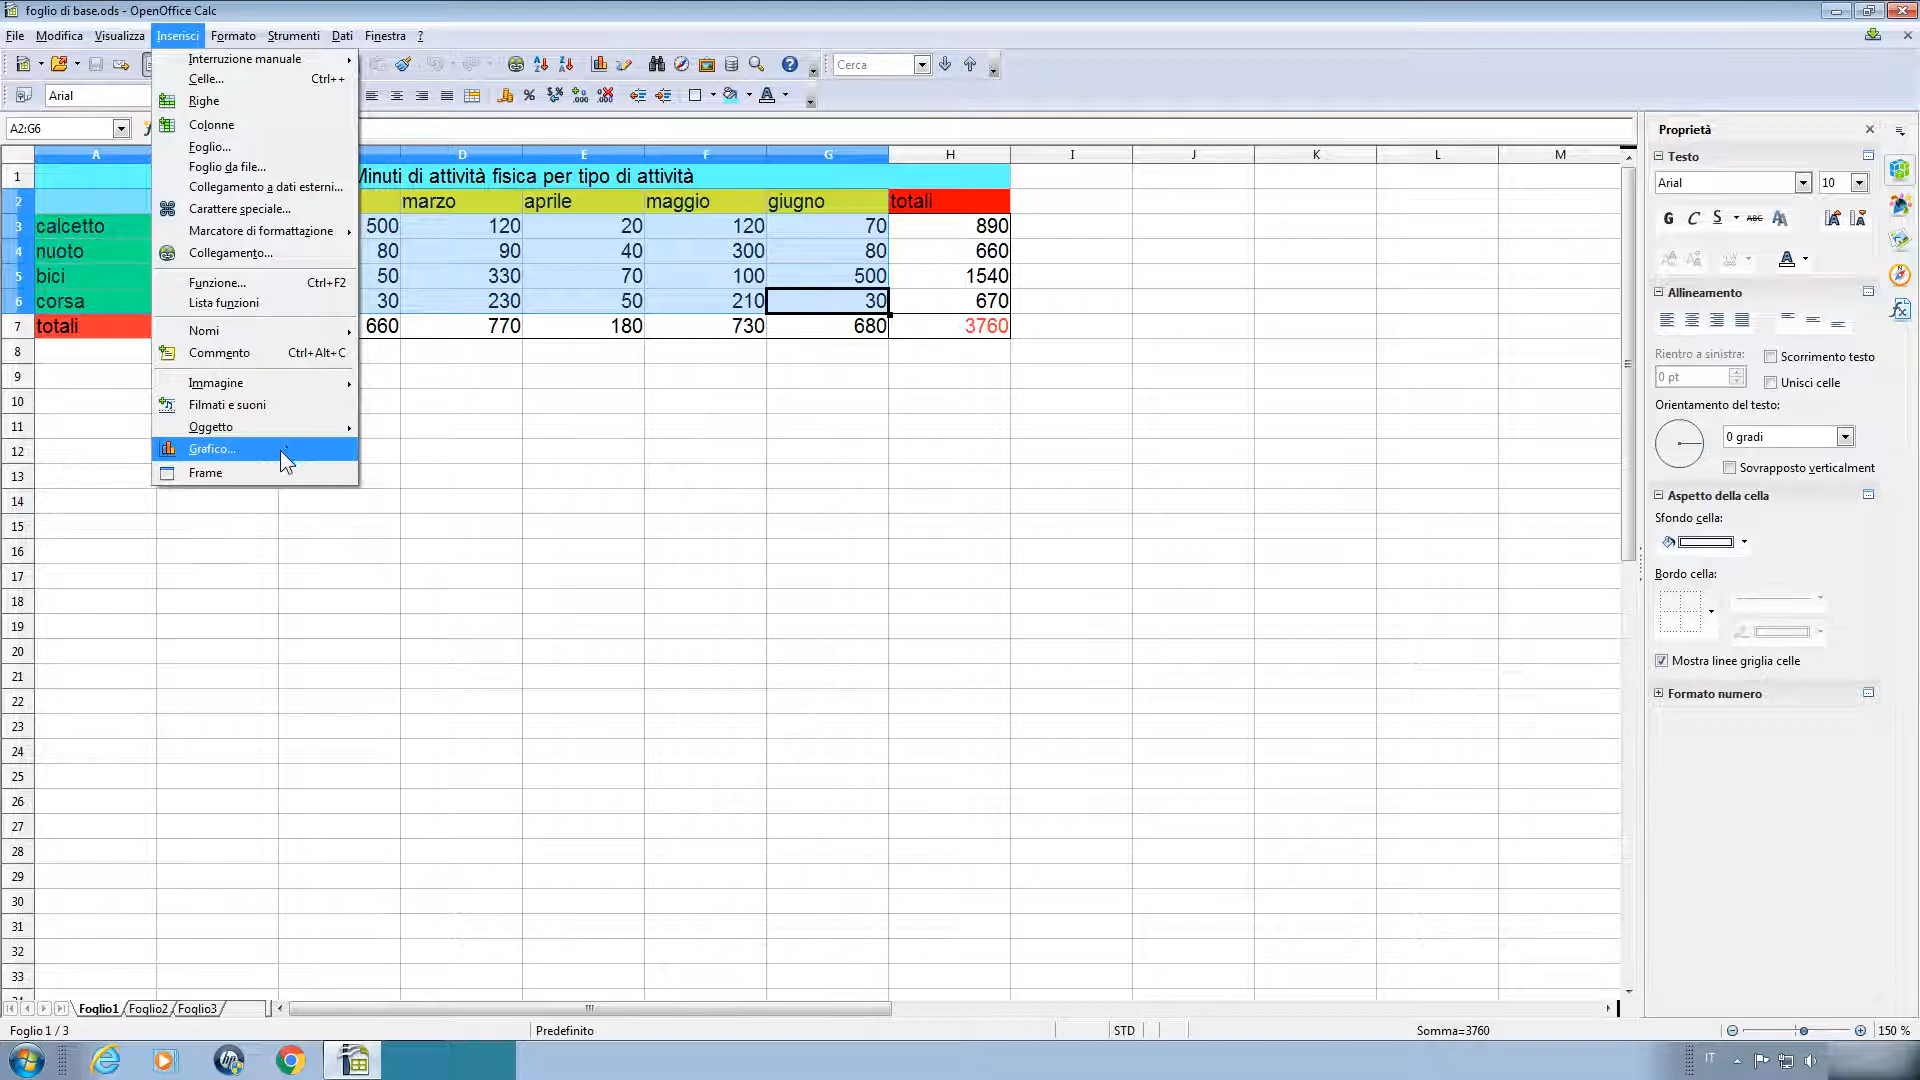 foglio di base.ods - OpenOffice Calc
File Modifica Visualizza Inserisci Formato Strumenti Dati Finestra ?
Cerca
Arial
A2:G6
Interruzione manuale
Celle... Ctrl++
Righe
Colonne
Foglio...
Foglio da file...
Collegamento a dati esterni...
Carattere speciale...
Marcatore di formattazione
Collegamento...
Funzione... Ctrl+F2
Lista funzioni
Nomi
Commento Ctrl+Alt+C
Immagine
Filmati e suoni
Oggetto
Grafico...
Frame
A D E F G H I J K L M
1 Minuti di attività fisica per tipo di attività
2 marzo aprile maggio giugno totali
3 calcetto 500 120 20 120 70 890
4 nuoto 80 90 40 300 80 660
5 bici 50 330 70 100 500 1540
6 corsa 30 230 50 210 30 670
7 totali 660 770 180 730 680 3760
8
9
10
11
12
13
14
15
16
17
18
19
20
21
22
23
24
25
26
27
28
29
30
31
32
33
Proprietà
Testo
Arial 10
G C S ABC A
Allineamento
Rientro a sinistra: Scorrimento testo
0 pt Unisci celle
Orientamento del testo:
0 gradi
Sovrapposto verticalment
Aspetto della cella
Sfondo cella:
Bordo cella:
Mostra linee griglia celle
Formato numero
Foglio1 Foglio2 Foglio3
Foglio 1 / 3 Predefinito STD Somma=3760 150 %
IT